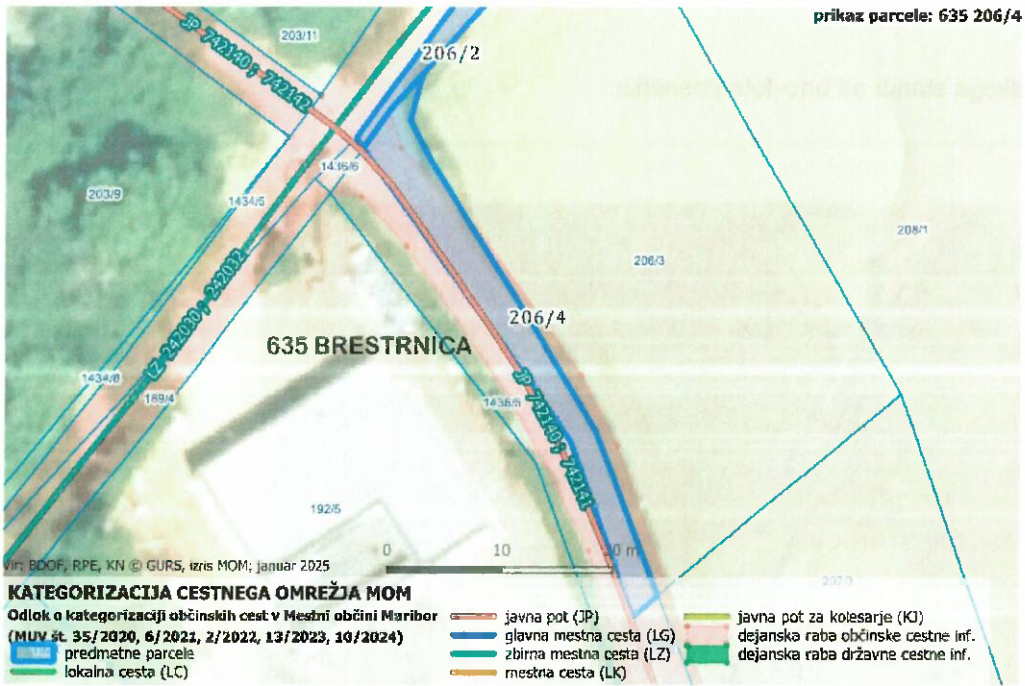 prikaz parcele: 635 206/4
203/11
206/2
JP 742140; 742142
1436/6
203/9
1434/5
208/1
206/3
LZ 242030; 242032
206/4
635 BRESTRNICA
1434/8
189/4
JP 742140; 742141
1436/5
192/5
207/3
0 10 20 m
vir: BDOF, RPE, KN © GURS, izris MOM; januar 2025
KATEGORIZACIJA CESTNEGA OMREŽJA MOM
Odlok o kategorizaciji občinskih cest v Mestni občini Maribor
(MUV št. 35/2020, 6/2021, 2/2022, 13/2023, 10/2024)
predmetne parcele
lokalna cesta (LC)
javna pot (JP)
glavna mestna cesta (LG)
zbirna mestna cesta (LZ)
mestna cesta (LK)
javna pot za kolesarje (KJ)
dejanska raba občinske cestne inf.
dejanska raba državne cestne inf.